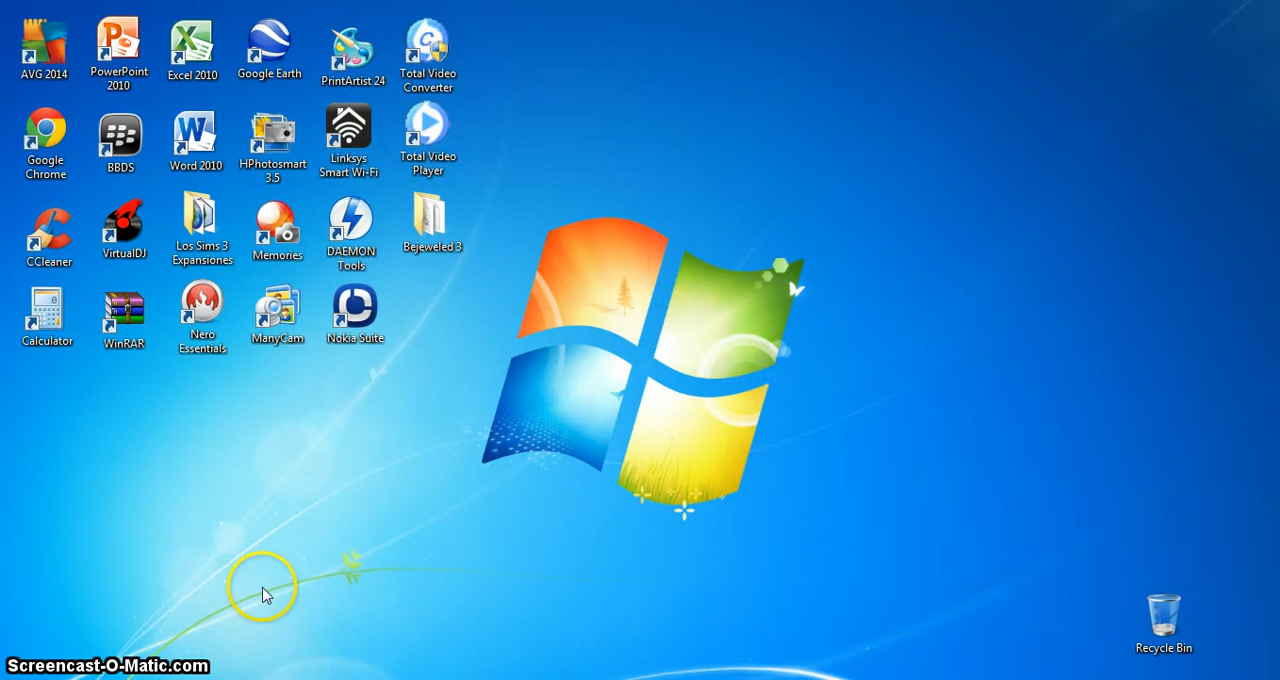 AVG 2014
PowerPoint
2010
Excel 2010
Google Earth
PrintArtist 24
Total Video
Converter
Google
Chrome
BBDS
Word 2010
HPhotosmart
3.5
Linksys
Smart Wi-Fi
Total Video
Player
CCleaner
VirtualDJ
Los Sims 3
Expansiones
Memories
DAEMON
Tools
Bejeweled 3
Calculator
WinRAR
Nero
Essentials
ManyCam
Nokia Suite
Recycle Bin
Screencast-O-Matic.com